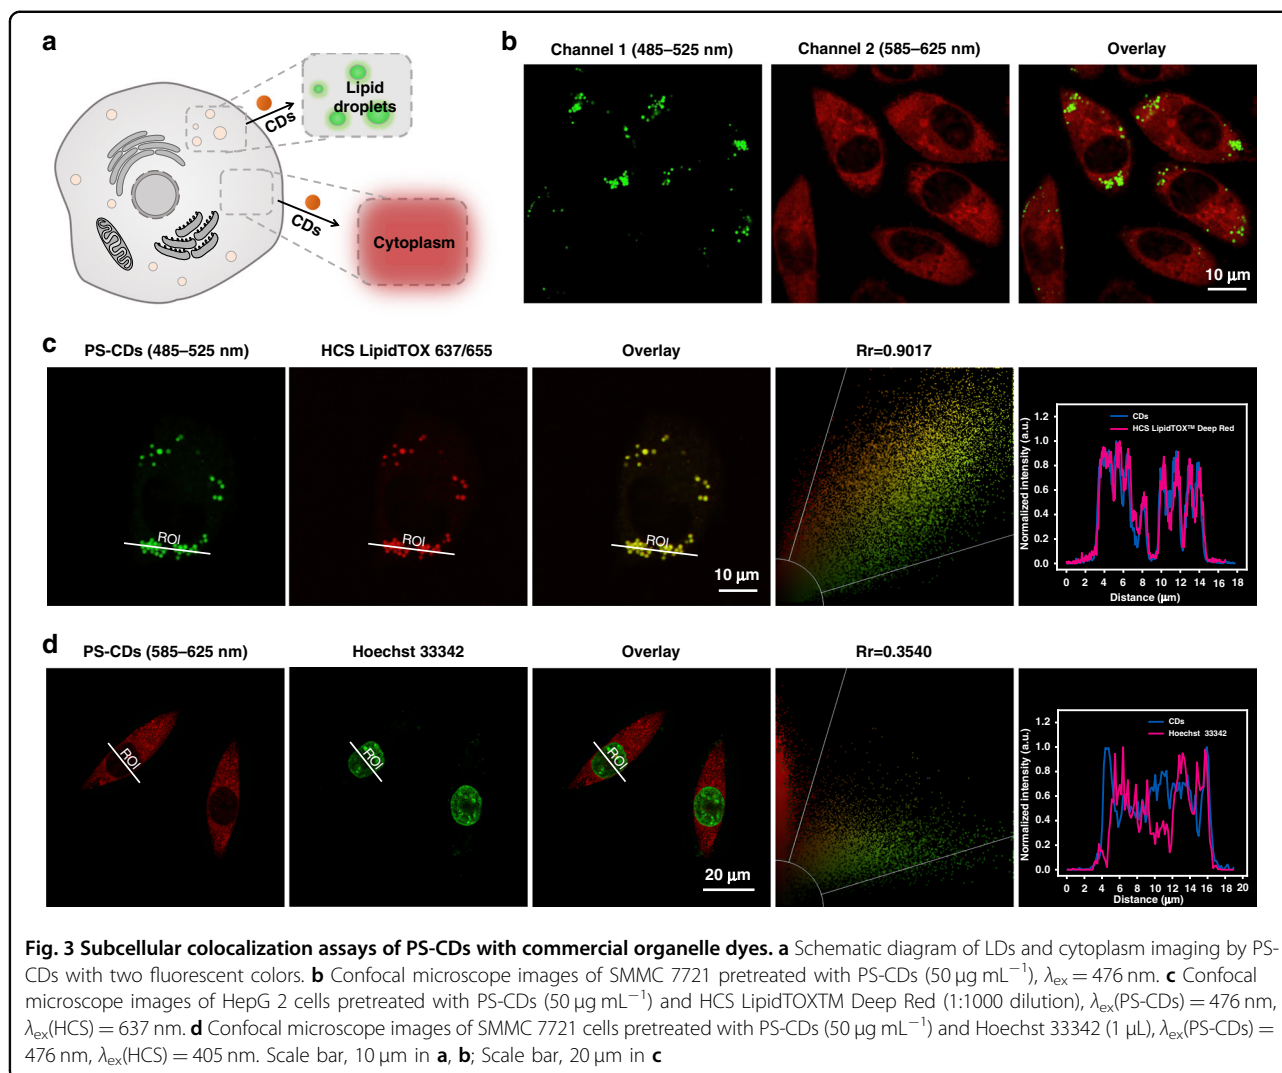 a
Lipid
droplets
CDs
CDs
Cytoplasm
b
Channel 1 (485–525 nm)
Channel 2 (585–625 nm)
Overlay
10 μm
c
PS-CDs (485–525 nm)
HCS LipidTOX 637/655
Overlay
Rr=0.9017
ROI
ROI
ROI
10 μm
Normalized intensity (a.u.)
1.2
1.0
0.8
0.6
0.4
0.2
0.0
CDs
HCS LipidTOX™ Deep Red
0 2 4 6 8 10 12 14 16 18
Distance (μm)
d
PS-CDs (585–625 nm)
Hoechst 33342
Overlay
Rr=0.3540
ROI
ROI
ROI
20 μm
Normalized intensity (a.u.)
1.2
1.0
0.8
0.6
0.4
0.2
0.0
CDs
Hoechst 33342
0 2 4 6 8 10 12 14 16 18 20
Distance (μm)
Fig. 3 Subcellular colocalization assays of PS-CDs with commercial organelle dyes. a Schematic diagram of LDs and cytoplasm imaging by PS-
CDs with two fluorescent colors. b Confocal microscope images of SMMC 7721 pretreated with PS-CDs (50 μg mL⁻¹), λex = 476 nm. c Confocal
microscope images of HepG 2 cells pretreated with PS-CDs (50 μg mL⁻¹) and HCS LipidTOXTM Deep Red (1:1000 dilution), λex(PS-CDs) = 476 nm,
λex(HCS) = 637 nm. d Confocal microscope images of SMMC 7721 cells pretreated with PS-CDs (50 μg mL⁻¹) and Hoechst 33342 (1 μL), λex(PS-CDs) =
476 nm, λex(HCS) = 405 nm. Scale bar, 10 μm in a, b; Scale bar, 20 μm in c